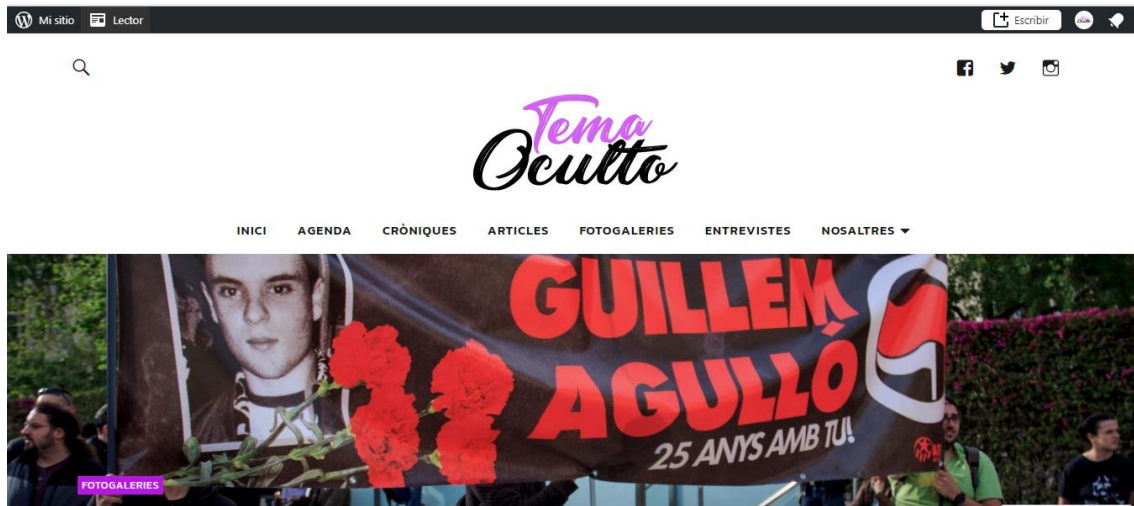 Mi sitio Lector Escribir
Tema
Oculto
INICI AGENDA CRÒNIQUES ARTICLES FOTOGALERIES ENTREVISTES NOSALTRES
GUILLEM
AGULLÓ
25 ANYS AMB TU!
FOTOGALERIES